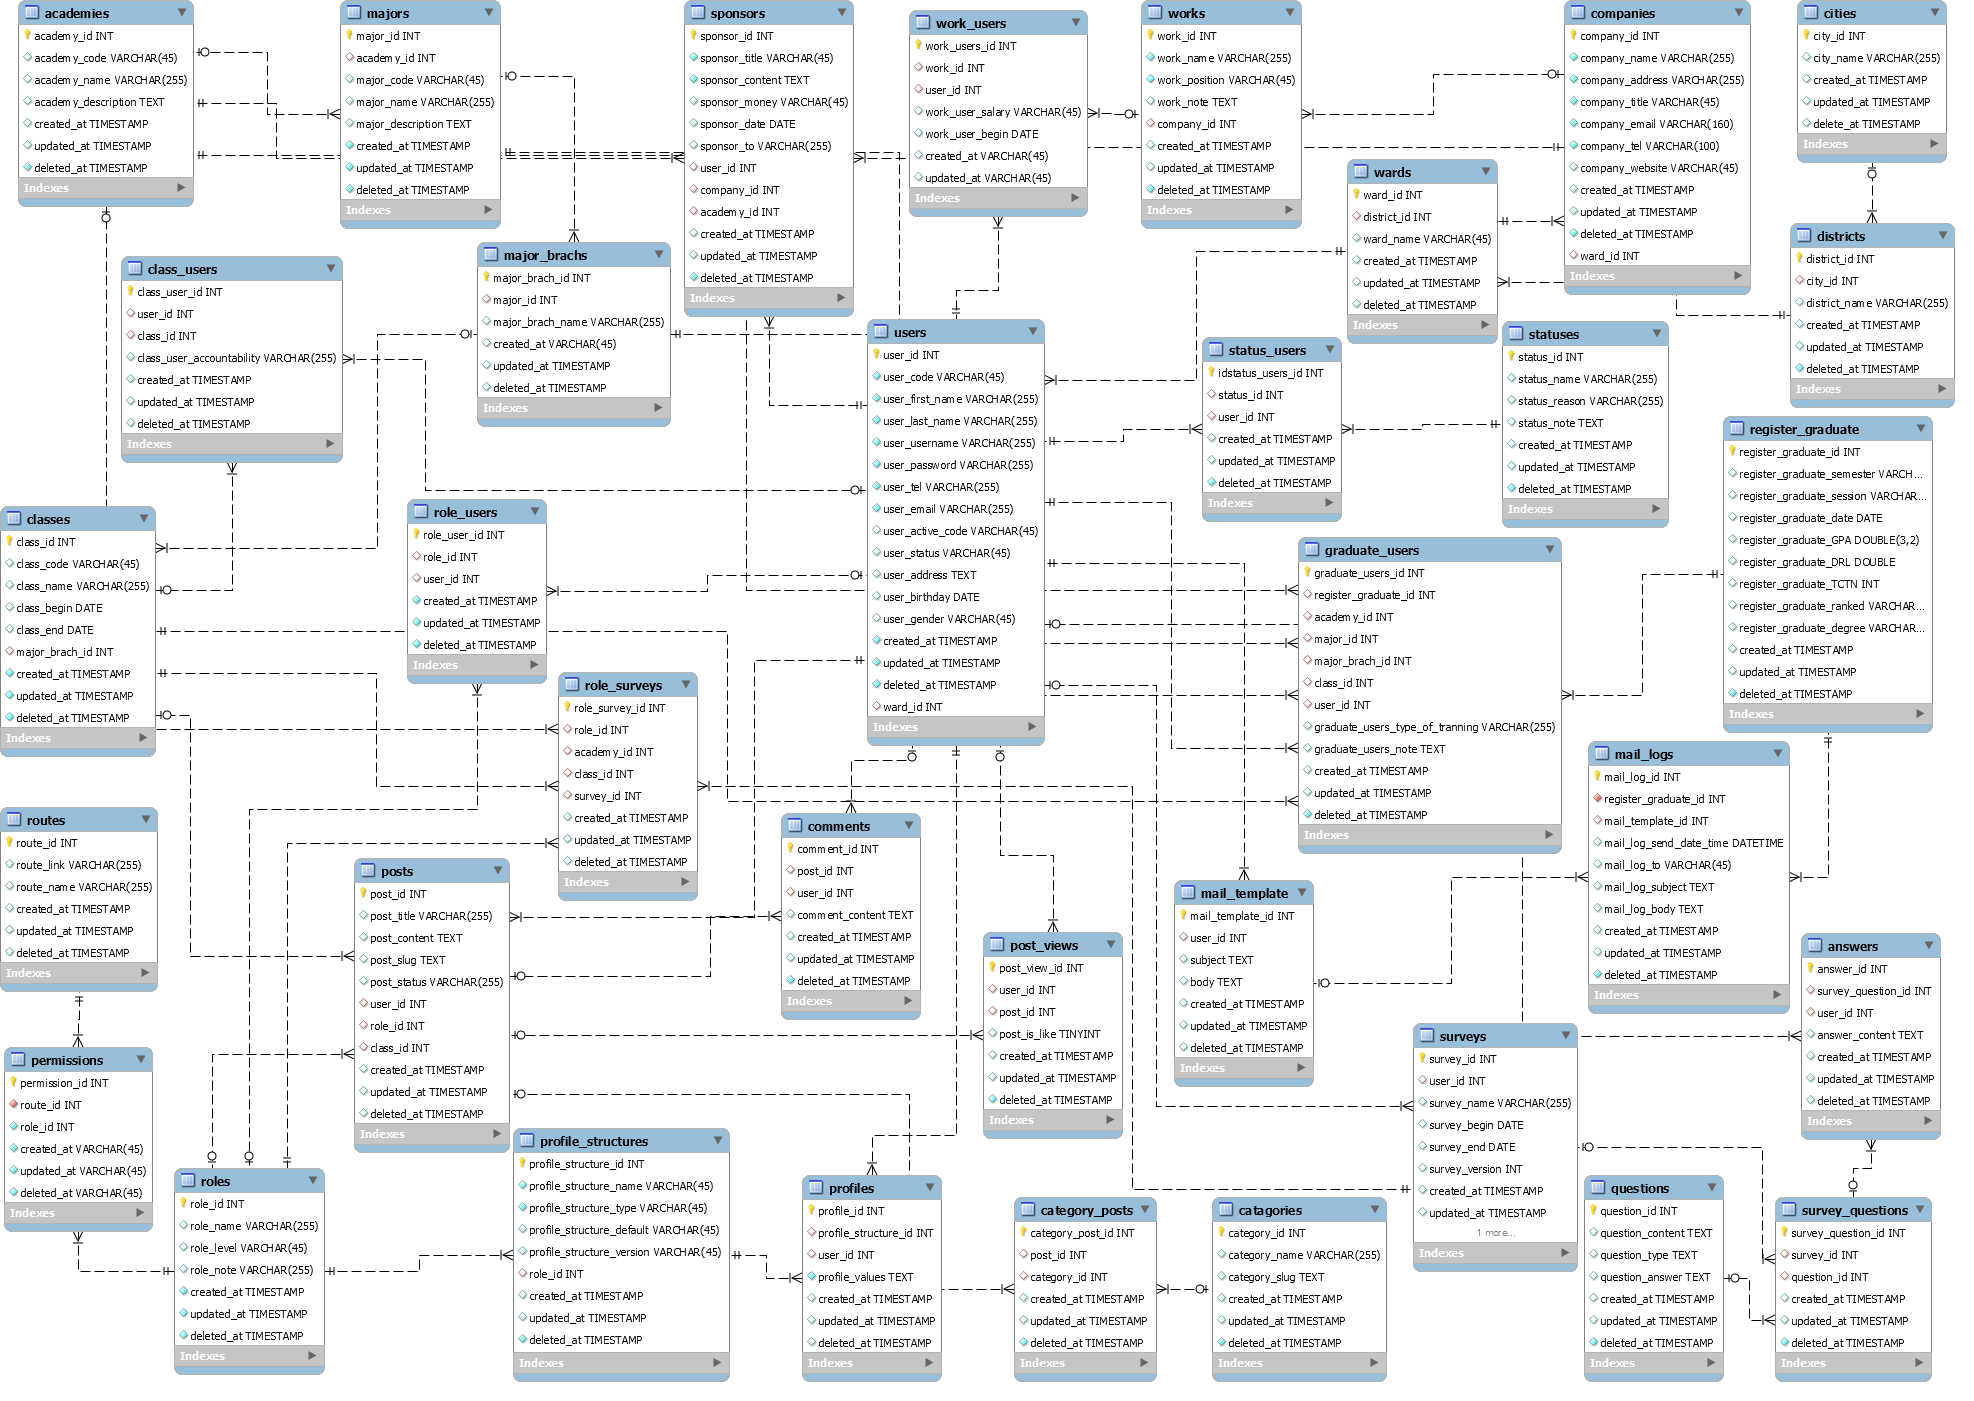 academies
academy_id INT
academy_code VARCHAR(45)
academy_name VARCHAR(255)
academy_description TEXT
created_at TIMESTAMP
updated_at TIMESTAMP
deleted_at TIMESTAMP
Indexes
majors
major_id INT
academy_id INT
major_code VARCHAR(45)
major_name VARCHAR(255)
major_description TEXT
created_at TIMESTAMP
updated_at TIMESTAMP
deleted_at TIMESTAMP
Indexes
sponsors
sponsor_id INT
sponsor_title VARCHAR(45)
sponsor_content TEXT
sponsor_money VARCHAR(45)
sponsor_date DATE
sponsor_to VARCHAR(255)
user_id INT
company_id INT
academy_id INT
created_at TIMESTAMP
updated_at TIMESTAMP
deleted_at TIMESTAMP
Indexes
work_users
work_users_id INT
work_id INT
user_id INT
work_user_salary VARCHAR(45)
work_user_begin DATE
created_at VARCHAR(45)
updated_at VARCHAR(45)
Indexes
works
work_id INT
work_name VARCHAR(255)
work_position VARCHAR(45)
work_note TEXT
company_id INT
created_at TIMESTAMP
updated_at TIMESTAMP
deleted_at TIMESTAMP
Indexes
companies
company_id INT
company_name VARCHAR(255)
company_address VARCHAR(255)
company_title VARCHAR(45)
company_email VARCHAR(160)
company_tel VARCHAR(100)
company_website VARCHAR(45)
created_at TIMESTAMP
updated_at TIMESTAMP
deleted_at TIMESTAMP
ward_id INT
Indexes
cities
city_id INT
city_name VARCHAR(255)
created_at TIMESTAMP
updated_at TIMESTAMP
delete_at TIMESTAMP
Indexes
wards
ward_id INT
district_id INT
ward_name VARCHAR(45)
created_at TIMESTAMP
updated_at TIMESTAMP
deleted_at TIMESTAMP
Indexes
districts
district_id INT
city_id INT
district_name VARCHAR(255)
created_at TIMESTAMP
updated_at TIMESTAMP
deleted_at TIMESTAMP
Indexes
class_users
class_user_id INT
user_id INT
class_id INT
class_user_accountability VARCHAR(255)
created_at TIMESTAMP
updated_at TIMESTAMP
deleted_at TIMESTAMP
Indexes
major_brachs
major_brach_id INT
major_id INT
major_brach_name VARCHAR(255)
created_at VARCHAR(45)
updated_at TIMESTAMP
deleted_at TIMESTAMP
Indexes
users
user_id INT
user_code VARCHAR(45)
user_first_name VARCHAR(255)
user_last_name VARCHAR(255)
user_username VARCHAR(255)
user_password VARCHAR(255)
user_tel VARCHAR(255)
user_email VARCHAR(255)
user_active_code VARCHAR(45)
user_status VARCHAR(45)
user_address TEXT
user_birthday DATE
user_gender VARCHAR(45)
created_at TIMESTAMP
updated_at TIMESTAMP
deleted_at TIMESTAMP
ward_id INT
Indexes
status_users
idstatus_users_id INT
status_id INT
user_id INT
created_at TIMESTAMP
updated_at TIMESTAMP
deleted_at TIMESTAMP
Indexes
statuses
status_id INT
status_name VARCHAR(255)
status_reason VARCHAR(255)
status_note TEXT
created_at TIMESTAMP
updated_at TIMESTAMP
deleted_at TIMESTAMP
Indexes
register_graduate
register_graduate_id INT
register_graduate_semester VARCH...
register_graduate_session VARCHAR...
register_graduate_date DATE
register_graduate_GPA DOUBLE(3,2)
register_graduate_DRL DOUBLE
register_graduate_TCTN INT
register_graduate_ranked VARCHAR...
register_graduate_degree VARCHAR...
created_at TIMESTAMP
updated_at TIMESTAMP
deleted_at TIMESTAMP
Indexes
classes
class_id INT
class_code VARCHAR(45)
class_name VARCHAR(255)
class_begin DATE
class_end DATE
major_brach_id INT
created_at TIMESTAMP
updated_at TIMESTAMP
deleted_at TIMESTAMP
Indexes
role_users
role_user_id INT
role_id INT
user_id INT
created_at TIMESTAMP
updated_at TIMESTAMP
deleted_at TIMESTAMP
Indexes
graduate_users
graduate_users_id INT
register_graduate_id INT
academy_id INT
major_id INT
major_brach_id INT
class_id INT
user_id INT
graduate_users_type_of_tranning VARCHAR(255)
graduate_users_note TEXT
created_at TIMESTAMP
updated_at TIMESTAMP
deleted_at TIMESTAMP
Indexes
role_surveys
role_survey_id INT
role_id INT
academy_id INT
class_id INT
survey_id INT
created_at TIMESTAMP
updated_at TIMESTAMP
deleted_at TIMESTAMP
Indexes
mail_logs
mail_log_id INT
register_graduate_id INT
mail_template_id INT
mail_log_send_date_time DATETIME
mail_log_to VARCHAR(45)
mail_log_subject TEXT
mail_log_body TEXT
created_at TIMESTAMP
updated_at TIMESTAMP
deleted_at TIMESTAMP
Indexes
routes
route_id INT
route_link VARCHAR(255)
route_name VARCHAR(255)
created_at TIMESTAMP
updated_at TIMESTAMP
deleted_at TIMESTAMP
Indexes
comments
comment_id INT
post_id INT
user_id INT
comment_content TEXT
created_at TIMESTAMP
updated_at TIMESTAMP
deleted_at TIMESTAMP
Indexes
posts
post_id INT
post_title VARCHAR(255)
post_content TEXT
post_slug TEXT
post_status VARCHAR(255)
user_id INT
role_id INT
class_id INT
created_at TIMESTAMP
updated_at TIMESTAMP
deleted_at TIMESTAMP
Indexes
mail_template
mail_template_id INT
user_id INT
subject TEXT
body TEXT
created_at TIMESTAMP
updated_at TIMESTAMP
deleted_at TIMESTAMP
Indexes
post_views
post_view_id INT
user_id INT
post_id INT
post_is_like TINYINT
created_at TIMESTAMP
updated_at TIMESTAMP
deleted_at TIMESTAMP
Indexes
answers
answer_id INT
survey_question_id INT
user_id INT
answer_content TEXT
created_at TIMESTAMP
updated_at TIMESTAMP
deleted_at TIMESTAMP
Indexes
surveys
survey_id INT
user_id INT
survey_name VARCHAR(255)
survey_begin DATE
survey_end DATE
survey_version INT
created_at TIMESTAMP
updated_at TIMESTAMP
1 more...
Indexes
permissions
permission_id INT
route_id INT
role_id INT
created_at VARCHAR(45)
updated_at VARCHAR(45)
deleted_at VARCHAR(45)
Indexes
roles
role_id INT
role_name VARCHAR(255)
role_level VARCHAR(45)
role_note VARCHAR(255)
created_at TIMESTAMP
updated_at TIMESTAMP
deleted_at TIMESTAMP
Indexes
profile_structures
profile_structure_id INT
profile_structure_name VARCHAR(45)
profile_structure_type VARCHAR(45)
profile_structure_default VARCHAR(45)
profile_structure_version VARCHAR(45)
role_id INT
created_at TIMESTAMP
updated_at TIMESTAMP
deleted_at TIMESTAMP
Indexes
profiles
profile_id INT
profile_structure_id INT
user_id INT
profile_values TEXT
created_at TIMESTAMP
updated_at TIMESTAMP
deleted_at TIMESTAMP
Indexes
category_posts
category_post_id INT
post_id INT
category_id INT
created_at TIMESTAMP
updated_at TIMESTAMP
deleted_at TIMESTAMP
Indexes
catagories
category_id INT
category_name VARCHAR(255)
category_slug TEXT
created_at TIMESTAMP
updated_at TIMESTAMP
deleted_at TIMESTAMP
Indexes
questions
question_id INT
question_content TEXT
question_type TEXT
question_answer TEXT
created_at TIMESTAMP
updated_at TIMESTAMP
deleted_at TIMESTAMP
Indexes
survey_questions
survey_question_id INT
survey_id INT
question_id INT
created_at TIMESTAMP
updated_at TIMESTAMP
deleted_at TIMESTAMP
Indexes